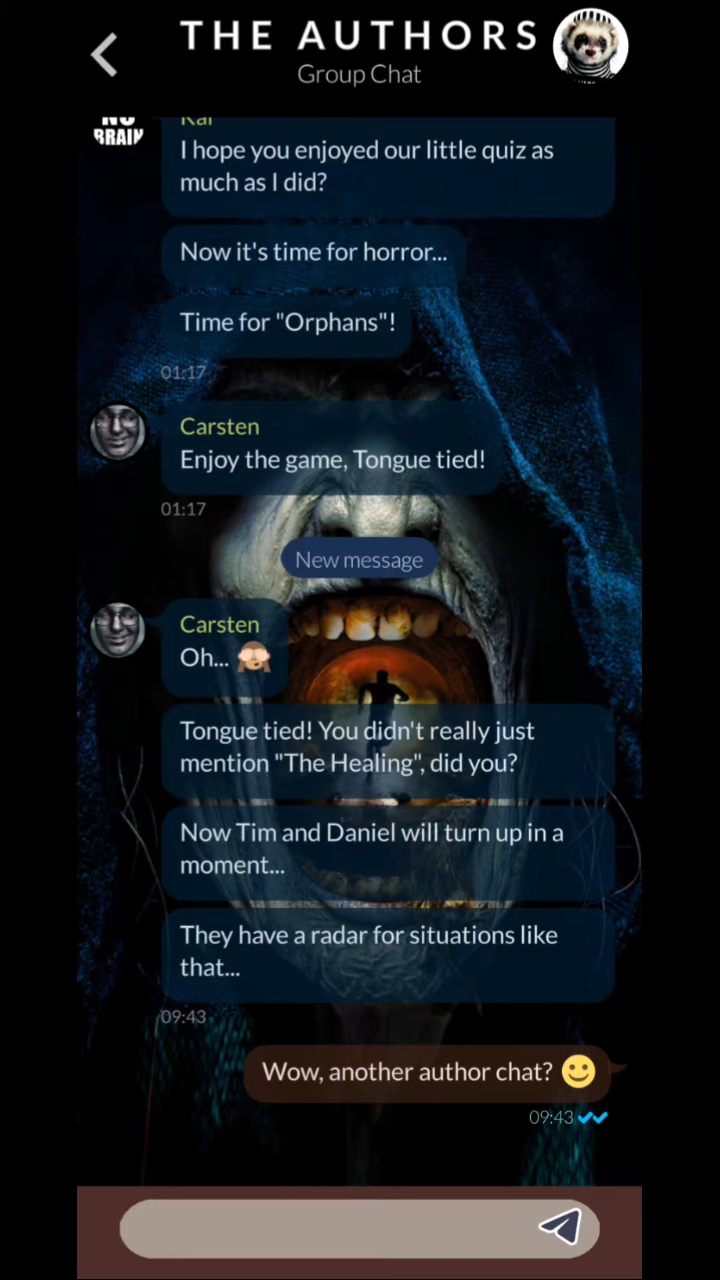 THE AUTHORS
Group Chat
NO
BRAIN
Kai
I hope you enjoyed our little quiz as
much as I did?
Now it's time for horror...
Time for "Orphans"!
01:17
Carsten
Enjoy the game, Tongue tied!
01:17
New message
Carsten
Oh... 🙈
Tongue tied! You didn't really just
mention "The Healing", did you?
Now Tim and Daniel will turn up in a
moment...
They have a radar for situations like
that...
09:43
Wow, another author chat? 🙂
09:43